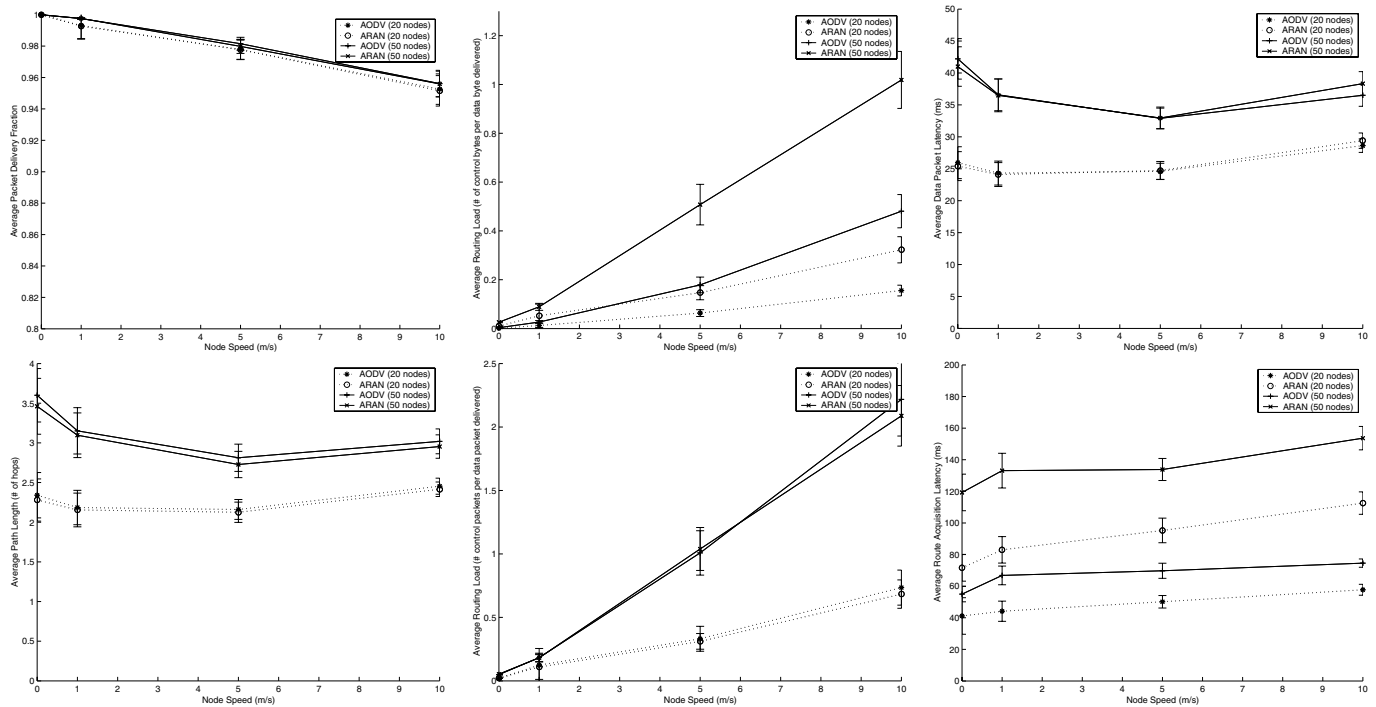 Average Packet Delivery Fraction
1
0.98
0.96
0.94
0.92
0.9
0.88
0.86
0.84
0.82
0.8
0 1 2 3 4 5 6 7 8 9 10
Node Speed (m/s)
AODV (20 nodes)
ARAN (20 nodes)
AODV (50 nodes)
ARAN (50 nodes)
Average Routing Load (# of control bytes per data byte delivered)
1.2
1
0.8
0.6
0.4
0.2
0
0 1 2 3 4 5 6 7 8 9 10
Node Speed (m/s)
AODV (20 nodes)
ARAN (20 nodes)
AODV (50 nodes)
ARAN (50 nodes)
Average Data Packet Latency (ms)
50
45
40
35
30
25
20
15
10
5
0
0 1 2 3 4 5 6 7 8 9 10
Node Speed (m/s)
AODV (20 nodes)
ARAN (20 nodes)
AODV (50 nodes)
ARAN (50 nodes)
Average Path Length (# of hops)
4
3.5
3
2.5
2
1.5
1
0.5
0
0 1 2 3 4 5 6 7 8 9 10
Node Speed (m/s)
AODV (20 nodes)
ARAN (20 nodes)
AODV (50 nodes)
ARAN (50 nodes)
Average Routing Load (# control packets per data packet delivered)
2.5
2
1.5
1
0.5
0
0 1 2 3 4 5 6 7 8 9 10
Node Speed (m/s)
AODV (20 nodes)
ARAN (20 nodes)
AODV (50 nodes)
ARAN (50 nodes)
Average Route Acquisition Latency (ms)
200
180
160
140
120
100
80
60
40
20
0
0 1 2 3 4 5 6 7 8 9 10
Node Speed (m/s)
AODV (20 nodes)
ARAN (20 nodes)
AODV (50 nodes)
ARAN (50 nodes)